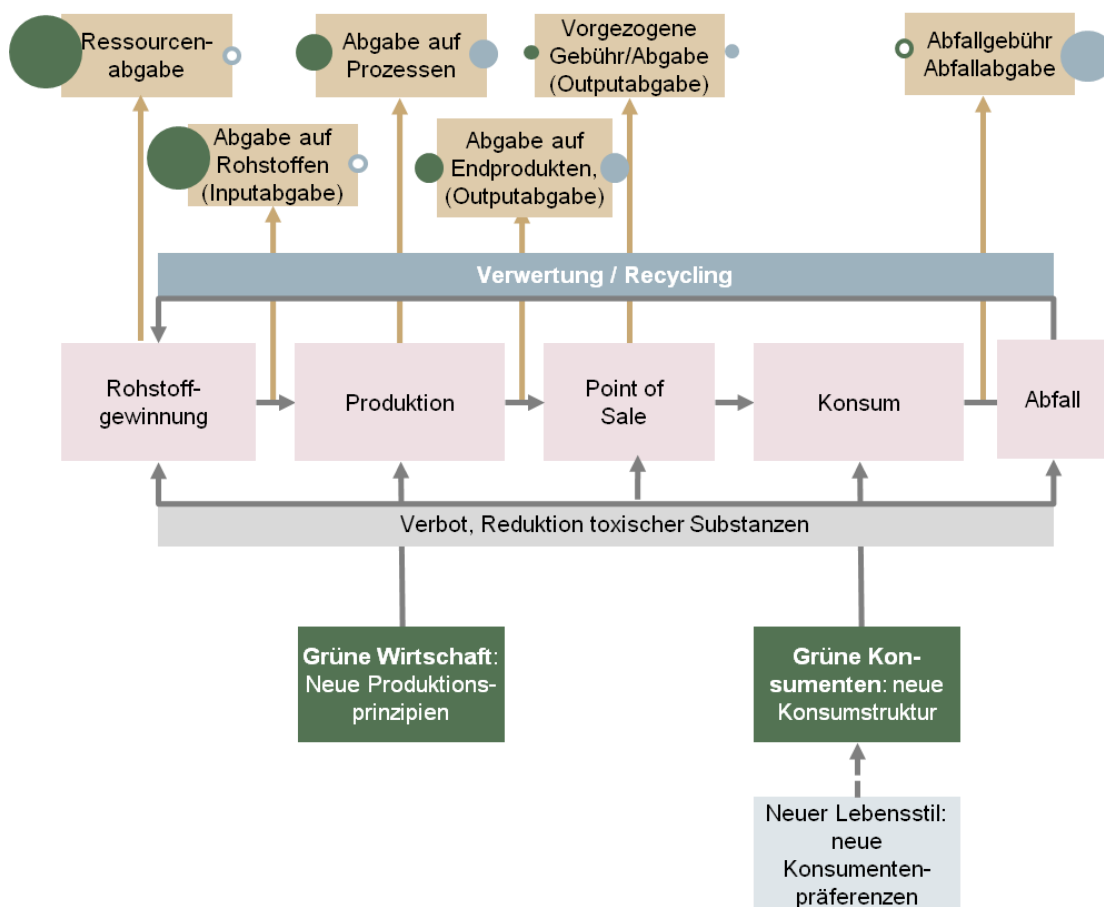 Ressourcen-
abgabe
Abgabe auf
Prozessen
Vorgezogene
Gebühr/Abgabe
(Outputabgabe)
Abfallgebühr
Abfallabgabe
Abgabe auf
Rohstoffen
(Inputabgabe)
Abgabe auf
Endprodukten,
(Outputabgabe)
Verwertung / Recycling
Rohstoff-
gewinnung
Produktion
Point of
Sale
Konsum
Abfall
Verbot, Reduktion toxischer Substanzen
Grüne Wirtschaft:
Neue Produktions-
prinzipien
Grüne Kon-
sumenten: neue
Konsumstruktur
Neuer Lebensstil:
neue
Konsumenten-
präferenzen